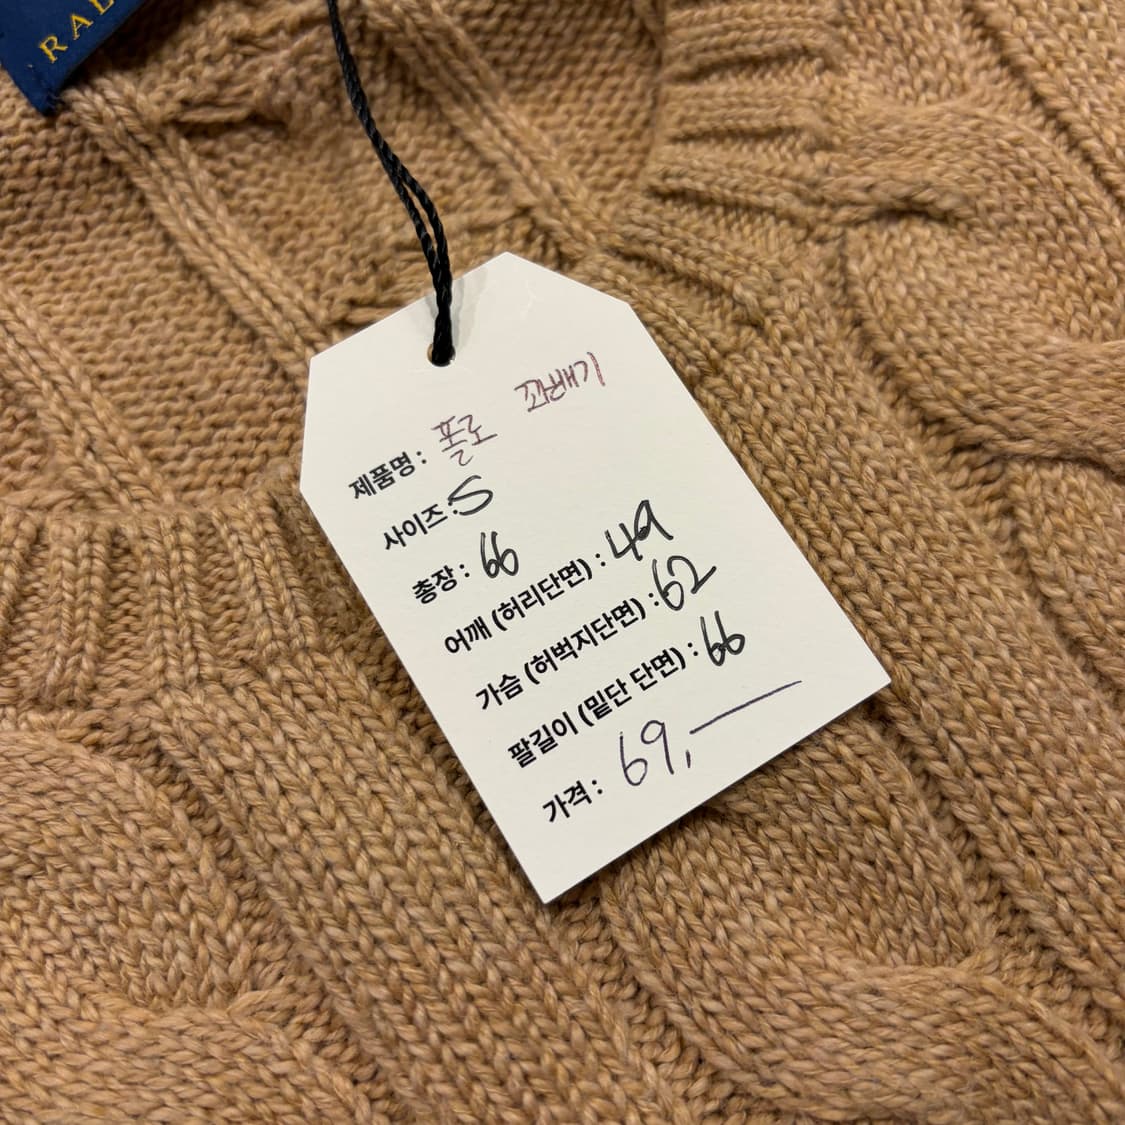 RAL
제품명 : 폴로 꽈배기
사이즈 : S
총장 : 66
어깨 (허리단면) : 49
가슴 (허벅지단면) : 62
팔길이 (밑단 단면) : 66
가격 : 69,—